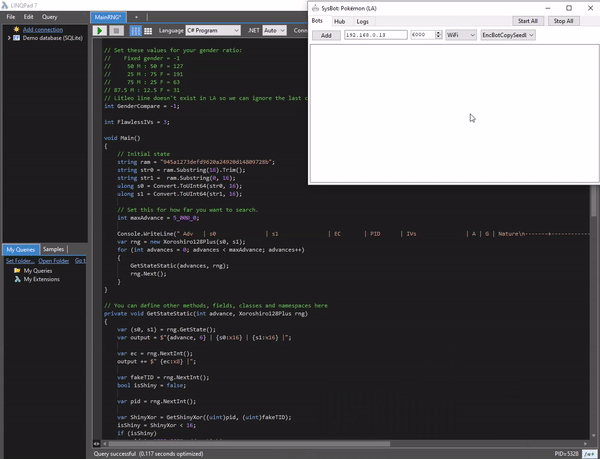 LINQPad 7
File Edit Query
Add connection
Demo database (SQLite)
My Queries Samples
Set Folder... Open Folder Go to
My Queries
My Extensions
MainRNG*
Language C# Program .NET Auto Connec
// Set these values for your gender ratio:
// Fixed gender = -1
// 50 M : 50 F = 127
// 25 M : 75 F = 191
// 75 M : 25 F = 63
// 87.5 M : 12.5 F = 31
// Litleo line doesn't exist in LA so we can ignore the last c
int GenderCompare = -1;
int FlawlessIVs = 3;
void Main()
{
// Initial state
string ram = "945a1273defd9620a24920d14809728b";
string str0 = ram.Substring(16).Trim();
string str1 = ram.Substring(0, 16);
ulong s0 = Convert.ToUInt64(str0, 16);
ulong s1 = Convert.ToUInt64(str1, 16);
// Set this for how far you want to search.
int maxAdvance = 5_000_0;
Console.WriteLine(" Adv | s0 | s1 | EC | PID | IVs | A | G | Nature\n-------+------------
var rng = new Xoroshiro128Plus(s0, s1);
for (int advances = 0; advances < maxAdvance; advances++)
{
GetStateStatic(advances, rng);
rng.Next();
}
}
// You can define other methods, fields, classes and namespaces here
private void GetStateStatic(int advance, Xoroshiro128Plus rng)
{
var (s0, s1) = rng.GetState();
var output = $"{advance, 6} | {s0:x16} | {s1:x16} |";
var ec = rng.NextInt();
output += $" {ec:x8} |";
var fakeTID = rng.NextInt();
bool isShiny = false;
var pid = rng.NextInt();
var ShinyXor = GetShinyXor((uint)pid, (uint)fakeTID);
isShiny = ShinyXor < 16;
if (isShiny)
Query successful (0.117 seconds optimized)
PID=5328 /o+
SysBot: Pokémon (LA)
Bots Hub Logs Start All Stop All
Add 192.168.0.13 6000 WiFi EncBotCopySeed